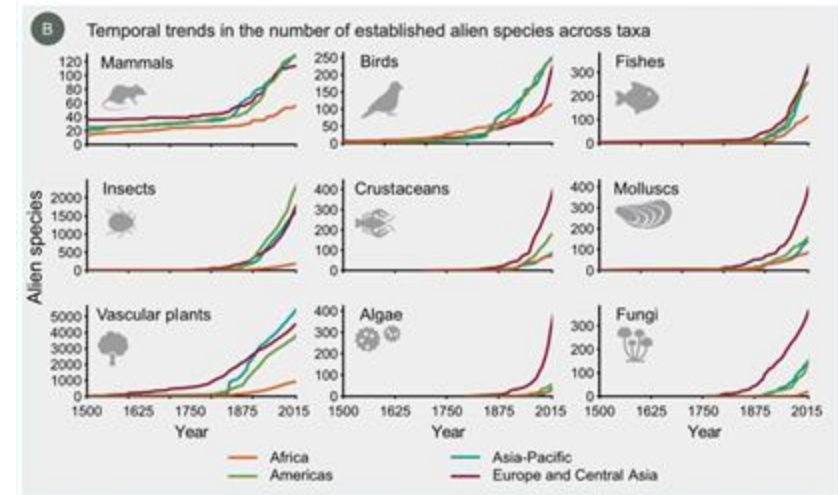 B Temporal trends in the number of established alien species across taxa
Alien species
Mammals
120
100
80
60
40
20
0
Birds
250
200
150
100
50
0
Fishes
300
200
100
0
Insects
2000
1500
1000
500
0
Crustaceans
400
300
200
100
0
Molluscs
400
300
200
100
0
Vascular plants
5000
4000
3000
2000
1000
0
1500 1625 1750 1875 2015
Year
Algae
400
300
200
100
0
1500 1625 1750 1875 2015
Year
Fungi
300
200
100
0
1500 1625 1750 1875 2015
Year
Africa
Americas
Asia-Pacific
Europe and Central Asia